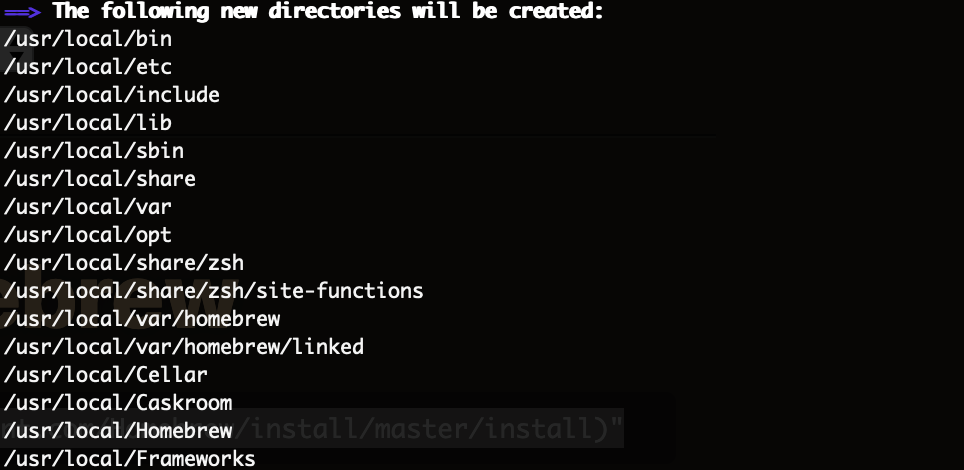 ==> The following new directories will be created:
/usr/local/bin
/usr/local/etc
/usr/local/include
/usr/local/lib
/usr/local/sbin
/usr/local/share
/usr/local/var
/usr/local/opt
/usr/local/share/zsh
/usr/local/share/zsh/site-functions
ebrew
/usr/local/var/homebrew
/usr/local/var/homebrew/linked
/usr/local/Cellar
/usr/local/Caskroom
/install/master/install)"
/usr/local/Homebrew
/usr/local/Frameworks